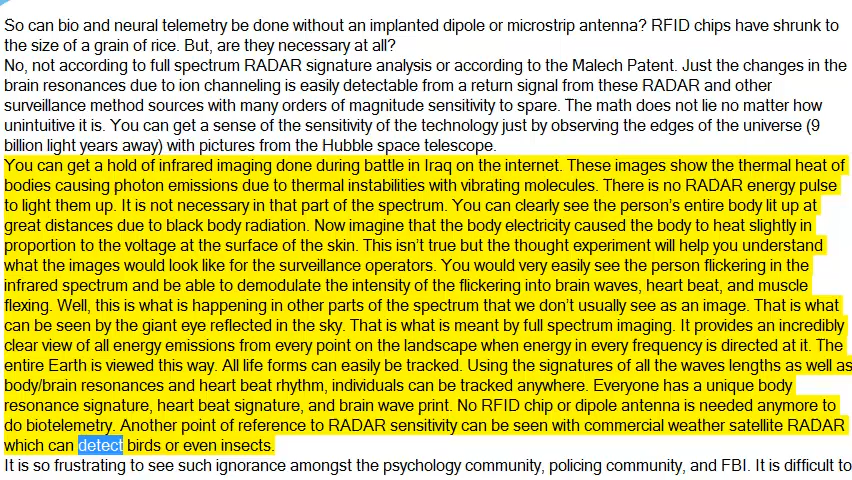 So can bio and neural telemetry be done without an implanted dipole or microstrip antenna? RFID chips have shrunk to
the size of a grain of rice. But, are they necessary at all?
No, not according to full spectrum RADAR signature analysis or according to the Malech Patent. Just the changes in the
brain resonances due to ion channeling is easily detectable from a return signal from these RADAR and other
surveillance method sources with many orders of magnitude sensitivity to spare. The math does not lie no matter how
unintuitive it is. You can get a sense of the sensitivity of the technology just by observing the edges of the universe (9
billion light years away) with pictures from the Hubble space telescope.
You can get a hold of infrared imaging done during battle in Iraq on the internet. These images show the thermal heat of
bodies causing photon emissions due to thermal instabilities with vibrating molecules. There is no RADAR energy pulse
to light them up. It is not necessary in that part of the spectrum. You can clearly see the person's entire body lit up at
great distances due to black body radiation. Now imagine that the body electricity caused the body to heat slightly in
proportion to the voltage at the surface of the skin. This isn't true but the thought experiment will help you understand
what the images would look like for the surveillance operators. You would very easily see the person flickering in the
infrared spectrum and be able to demodulate the intensity of the flickering into brain waves, heart beat, and muscle
flexing. Well, this is what is happening in other parts of the spectrum that we don't usually see as an image. That is what
can be seen by the giant eye reflected in the sky. That is what is meant by full spectrum imaging. It provides an incredibly
clear view of all energy emissions from every point on the landscape when energy in every frequency is directed at it. The
entire Earth is viewed this way. All life forms can easily be tracked. Using the signatures of all the waves lengths as well as
body/brain resonances and heart beat rhythm, individuals can be tracked anywhere. Everyone has a unique body
resonance signature, heart beat signature, and brain wave print. No RFID chip or dipole antenna is needed anymore to
do biotelemetry. Another point of reference to RADAR sensitivity can be seen with commercial weather satellite RADAR
which can detect birds or even insects.
It is so frustrating to see such ignorance amongst the psychology community, policing community, and FBI. It is difficult to